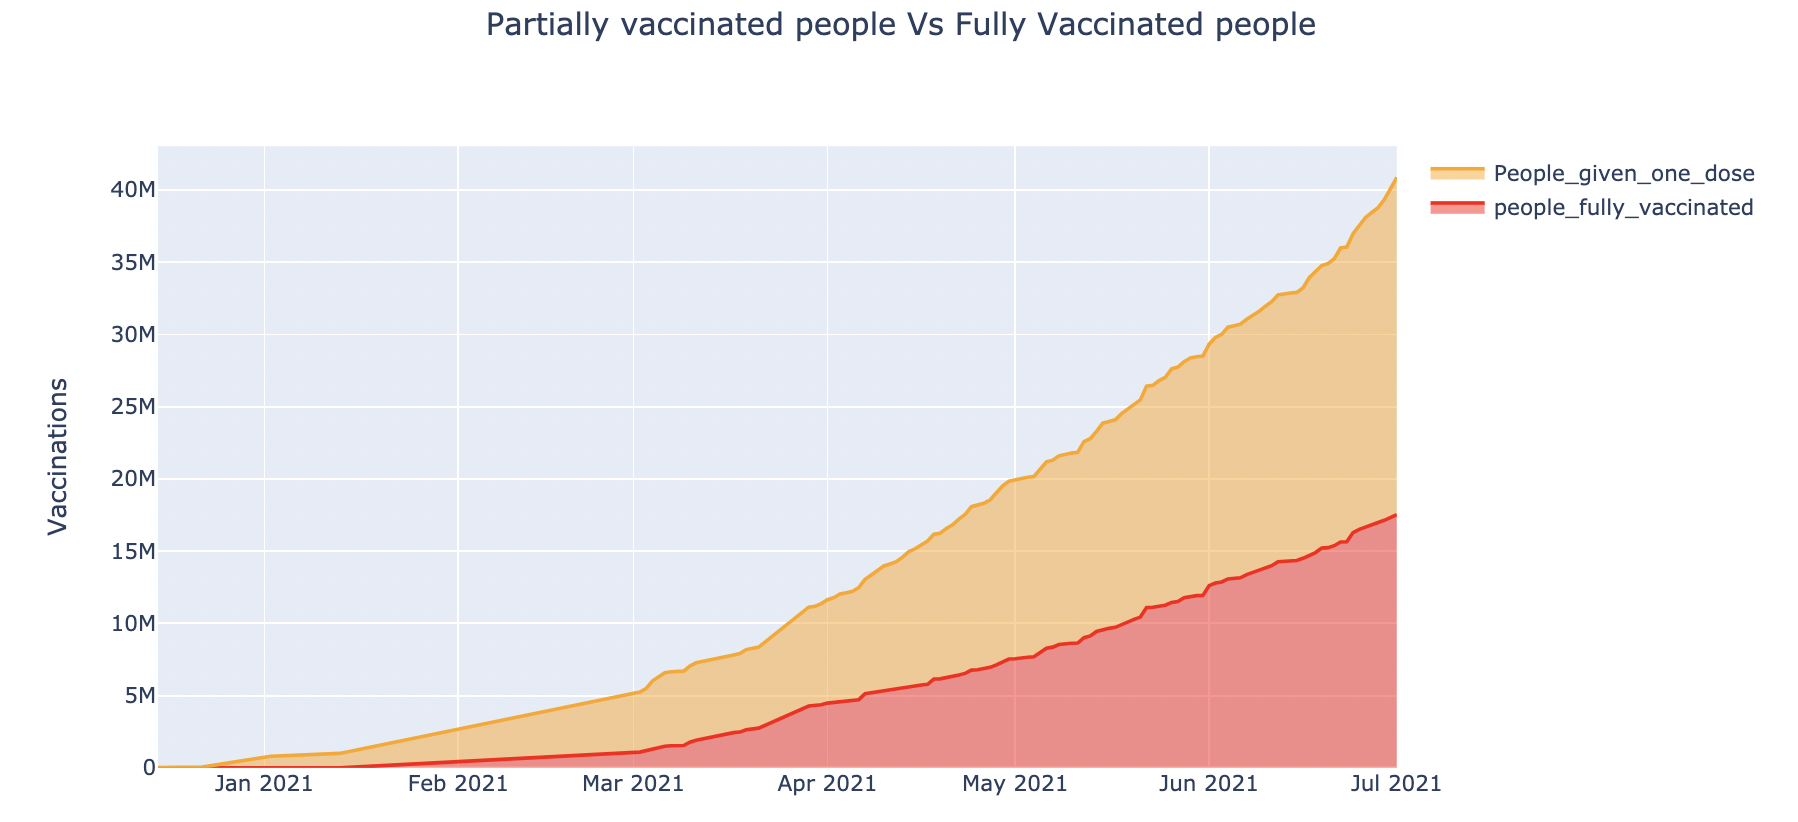 Partially vaccinated people Vs Fully Vaccinated people
People_given_one_dose
people_fully_vaccinated
Vaccinations
40M
35M
30M
25M
20M
15M
10M
5M
0
Jan 2021 Feb 2021 Mar 2021 Apr 2021 May 2021 Jun 2021 Jul 2021